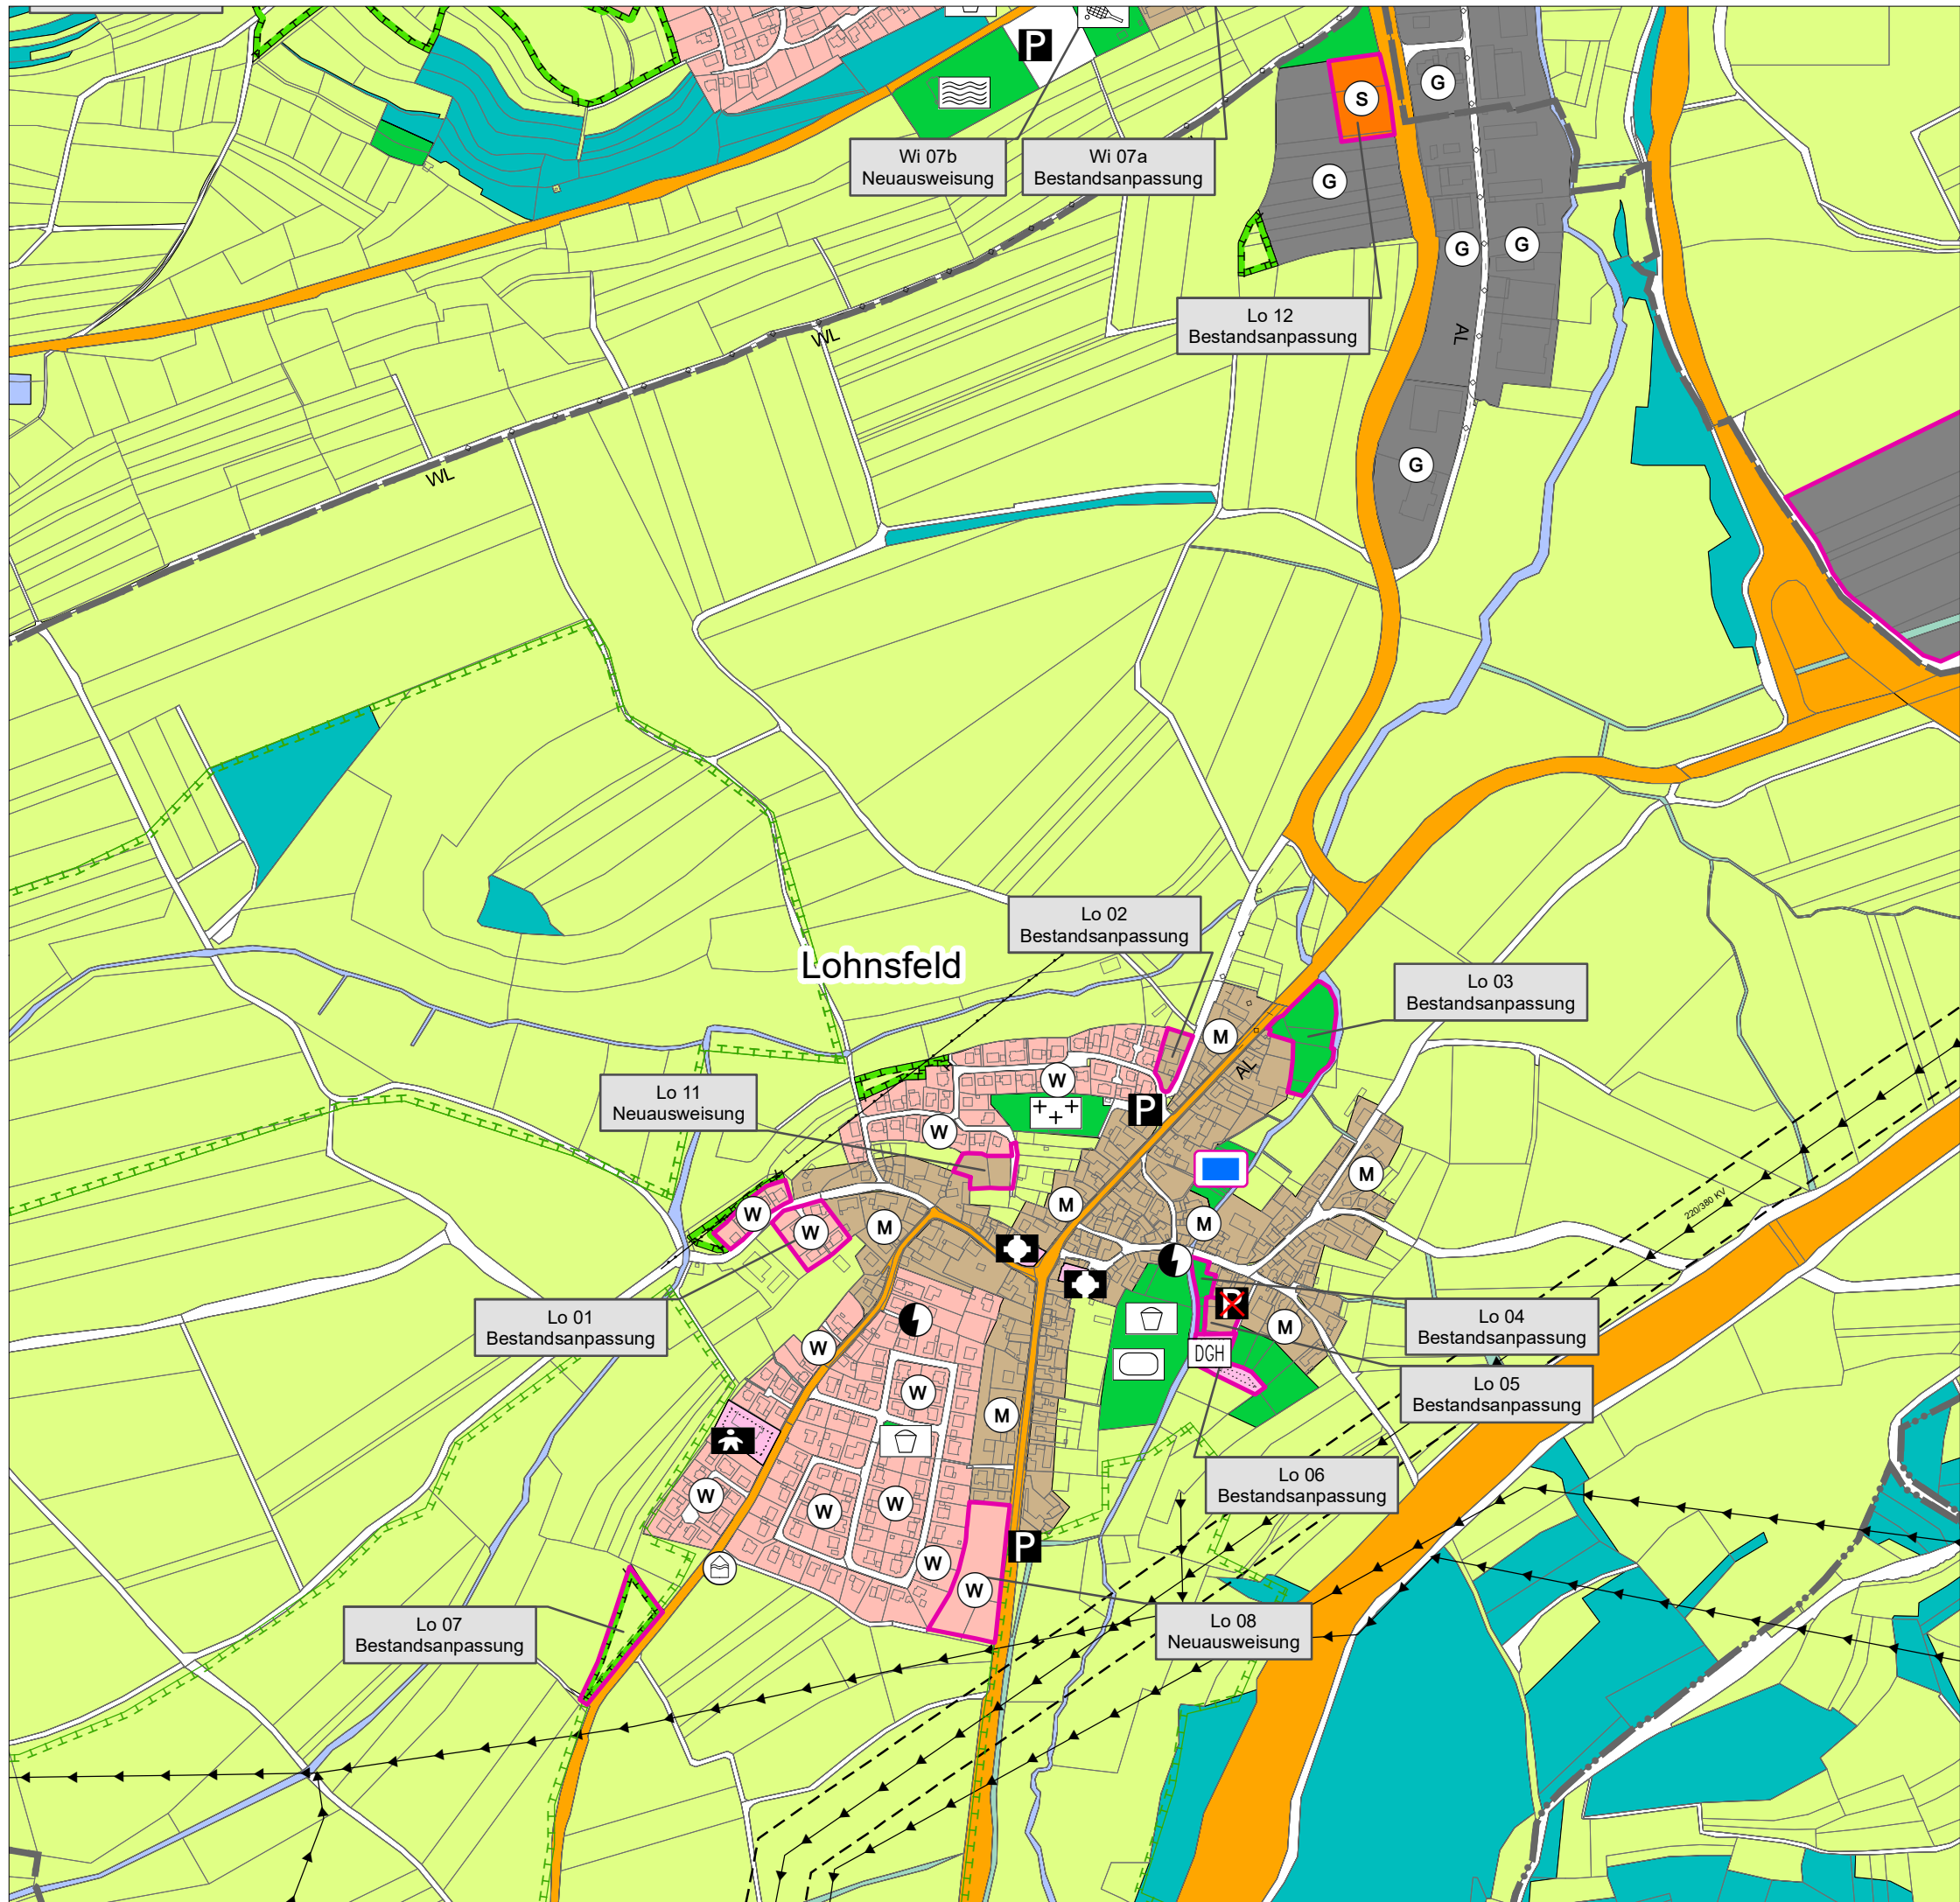 P
S
G
Wi 07b
Neuausweisung
Wi 07a
Bestandsanpassung
G
G
G
Lo 12
Bestandsanpassung
AL
WL
G
WL
Lo 02
Bestandsanpassung
Lohnsfeld
Lo 03
Bestandsanpassung
M
AL
W
Lo 11
Neuausweisung
P
W
M
220/380 KV
W
M
M
M
W
Lo 01
Bestandsanpassung
P
Lo 04
Bestandsanpassung
M
W
DGH
Lo 05
Bestandsanpassung
W
M
Lo 06
Bestandsanpassung
W
W
W
P
W
W
Lo 07
Bestandsanpassung
Lo 08
Neuausweisung